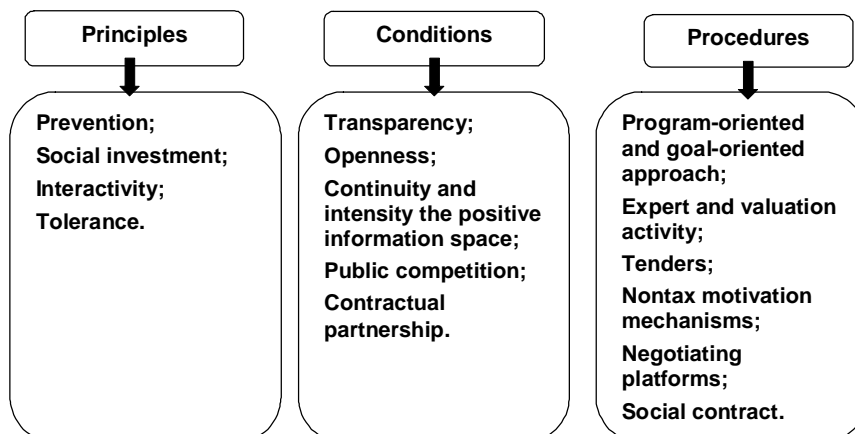 Principles
Prevention;
Social investment;
Interactivity;
Tolerance.
Conditions
Transparency;
Openness;
Continuity and
intensity the positive
information space;
Public competition;
Contractual
partnership.
Procedures
Program-oriented
and goal-oriented
approach;
Expert and valuation
activity;
Tenders;
Nontax motivation
mechanisms;
Negotiating
platforms;
Social contract.